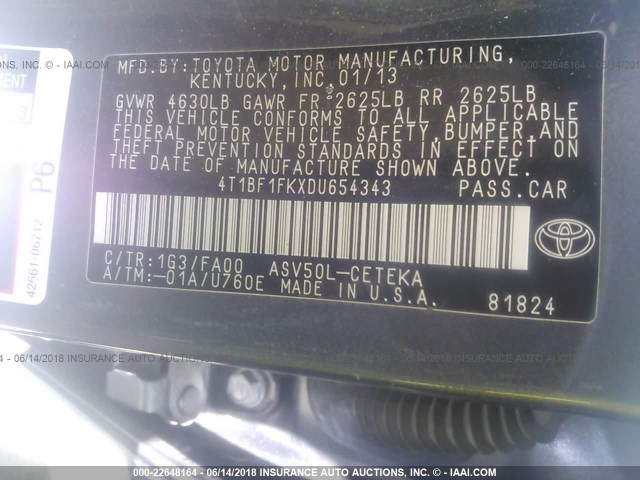 MFD.BY:TOYOTA MOTOR MANUFACTURING,
KENTUCKY,INC.01/13
GVWR 4630LB GAWR FR 2625LB RR 2625LB
THIS VEHICLE CONFORMS TO ALL APPLICABLE
FEDERAL MOTOR VEHICLE SAFETY,BUMPER,AND
THEFT PREVENTION STANDARDS IN EFFECT ON
THE DATE OF MANUFACTURE SHOWN ABOVE.
4T1BF1FKXDU654343 PASS.CAR
C/TR:1G3/FA00 ASV50L-CETEKA
A/TM:-01A/U760E MADE IN U.S.A. 81824
P6
42661-06712
000-22648164 - 06/14/2018 INSURANCE AUTO AUCTIONS, INC. - © IAAI.COM